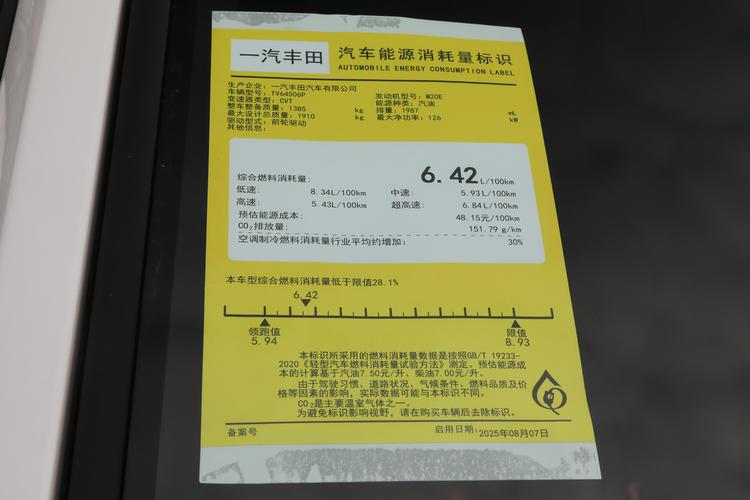 一汽丰田
汽车能源消耗量标识
AUTOMOBILE ENERGY CONSUMPTION LABEL
生产企业：一汽丰田汽车有限公司
车辆型号：TV64506P 发动机型号：M20E
变速器类型：CVT 能源种类：汽油
整车整备质量：1385 kg 排量：1987 mL
最大设计总质量：1910 kg 最大净功率：126 kW
驱动型式：前轮驱动
其他信息：
综合燃料消耗量： 6.42 L/100km
低速： 8.34L/100km 中速： 5.93L/100km
高速： 5.43L/100km 超高速： 6.84L/100km
预估能源成本： 48.15元/100km
CO₂排放量： 151.79 g/km
空调制冷燃料消耗量行业平均约增加： 30%
本车型综合燃料消耗量低于限值28.1%
6.42
领跑值 限值
5.94 8.93
本标识所采用的燃料消耗量数据是按照GB/T 19233-
2020《轻型汽车燃料消耗量试验方法》测定。预估能源成
本的计算基于汽油7.50元/升、柴油7.00元/升。
由于驾驶习惯、道路状况、气候条件、燃料品质及价
格等因素的影响，实际数据可能与本标识不同。
CO₂是主要温室气体之一。
为避免标识影响视野，请在购买车辆后去除标识。
备案号 启用日期：2025年08月07日